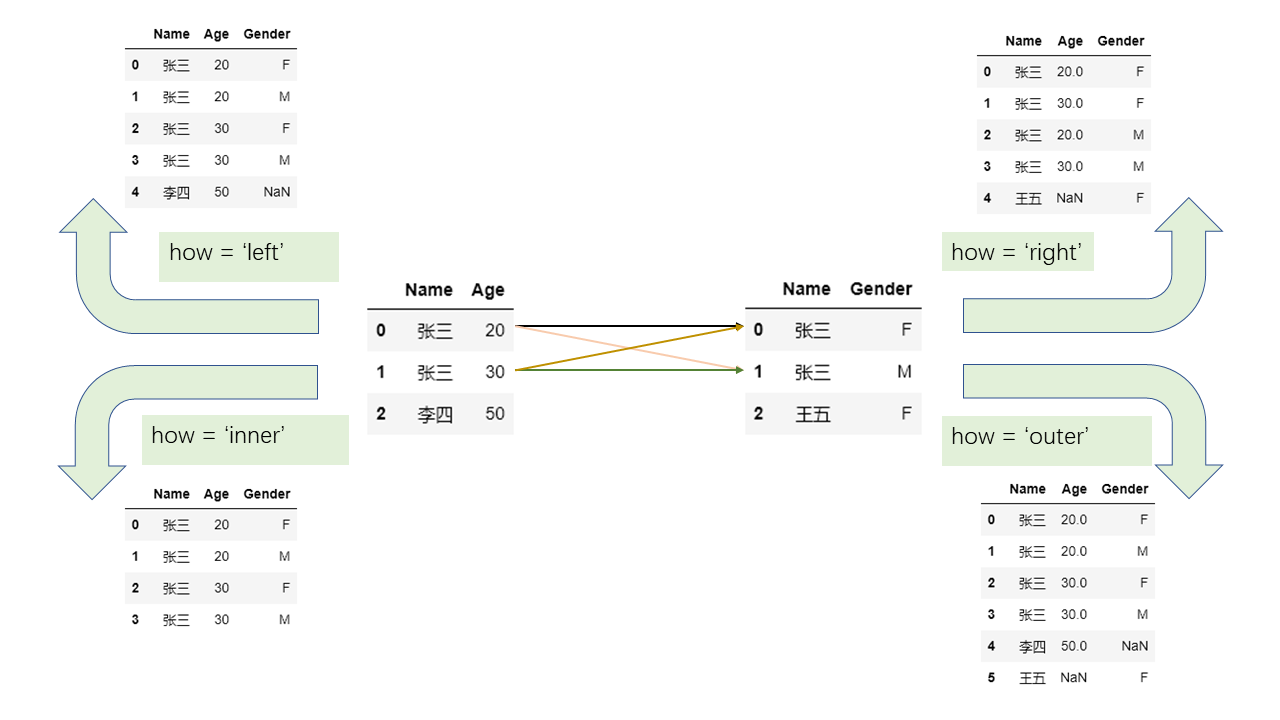 Name Age Gender
0 张三 20 F
1 张三 20 M
2 张三 30 F
3 张三 30 M
4 李四 50 NaN
how = ‘left’
Name Age Gender
0 张三 20.0 F
1 张三 30.0 F
2 张三 20.0 M
3 张三 30.0 M
4 王五 NaN F
how = ‘right’
Name Age
0 张三 20
1 张三 30
2 李四 50
Name Gender
0 张三 F
1 张三 M
2 王五 F
how = ‘inner’
Name Age Gender
0 张三 20 F
1 张三 20 M
2 张三 30 F
3 张三 30 M
how = ‘outer’
Name Age Gender
0 张三 20.0 F
1 张三 20.0 M
2 张三 30.0 F
3 张三 30.0 M
4 李四 50.0 NaN
5 王五 NaN F